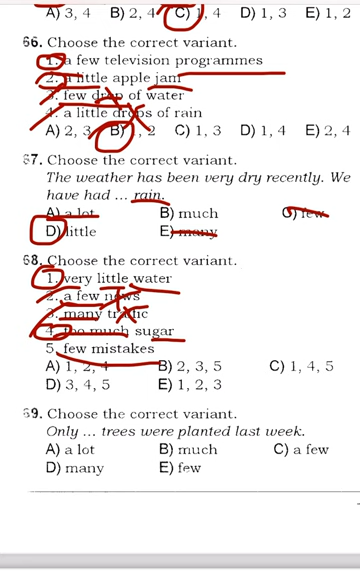 A) 3, 4 B) 2, 4 C) 1, 4 D) 1, 3 E) 1, 2
66. Choose the correct variant.
1. a few television programmes
2. a little apple jam
3. few drop of water
4. a little drops of rain
A) 2, 3 B) 1, 2 C) 1, 3 D) 1, 4 E) 2, 4
67. Choose the correct variant.
The weather has been very dry recently. We
have had ... rain.
A) a lot B) much C) few
D) little E) many
68. Choose the correct variant.
1. very little water
2. a few news
3. many traffic
4. too much sugar
5. few mistakes
A) 1, 2, 4 B) 2, 3, 5 C) 1, 4, 5
D) 3, 4, 5 E) 1, 2, 3
69. Choose the correct variant.
Only ... trees were planted last week.
A) a lot B) much C) a few
D) many E) few